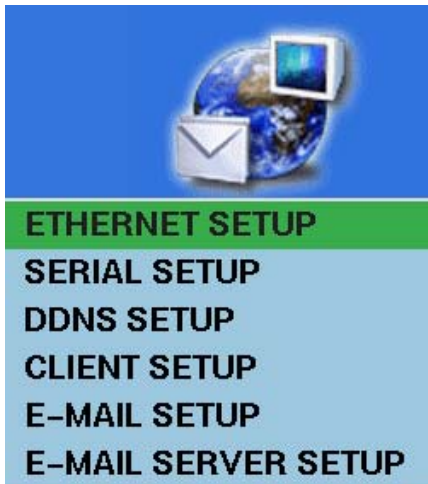 ETHERNET SETUP
SERIAL SETUP
DDNS SETUP
CLIENT SETUP
E-MAIL SETUP
E-MAIL SERVER SETUP